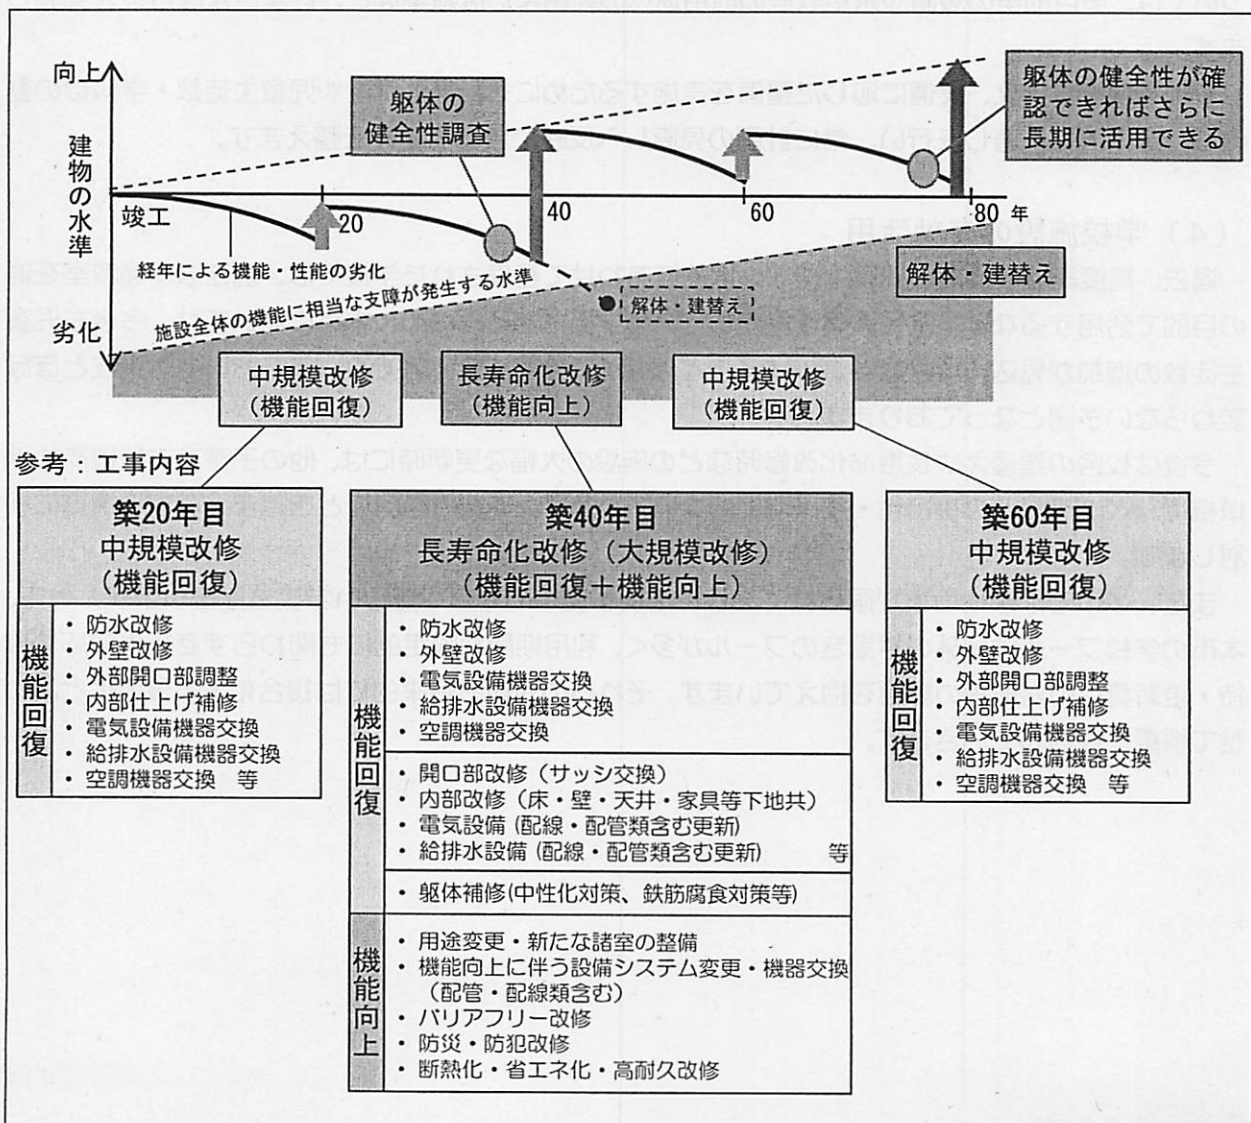 向上
建物の水準
劣化
躯体の
健全性調査
躯体の健全性が確
認できればさらに
長期に活用できる
竣工
20
40
60
80
年
経年による機能・性能の劣化
施設全体の機能に相当な支障が発生する水準
解体・建替え
解体・建替え
中規模改修
(機能回復)
長寿命化改修
(機能向上)
中規模改修
(機能回復)
参考:工事内容
築20年目
中規模改修
(機能回復)
機能回復
・ 防水改修
・ 外壁改修
・ 外部開口部調整
・ 内部仕上げ補修
・ 電気設備機器交換
・ 給排水設備機器交換
・ 空調機器交換 等
築40年目
長寿命化改修(大規模改修)
(機能回復+機能向上)
機能回復
・ 防水改修
・ 外壁改修
・ 電気設備機器交換
・ 給排水設備機器交換
・ 空調機器交換
・ 開口部改修(サッシ交換)
・ 内部改修(床・壁・天井・家具等下地共)
・ 電気設備(配線・配管類含む更新)
・ 給排水設備(配線・配管類含む更新) 等
・ 躯体補修(中性化対策、鉄筋腐食対策等)
機能向上
・ 用途変更・新たな諸室の整備
・ 機能向上に伴う設備システム変更・機器交換
(配管・配線類含む)
・ バリアフリー改修
・ 防災・防犯改修
・ 断熱化・省エネ化・高耐久改修
築60年目
中規模改修
(機能回復)
機能回復
・ 防水改修
・ 外壁改修
・ 外部開口部調整
・ 内部仕上げ補修
・ 電気設備機器交換
・ 給排水設備機器交換
・ 空調機器交換 等